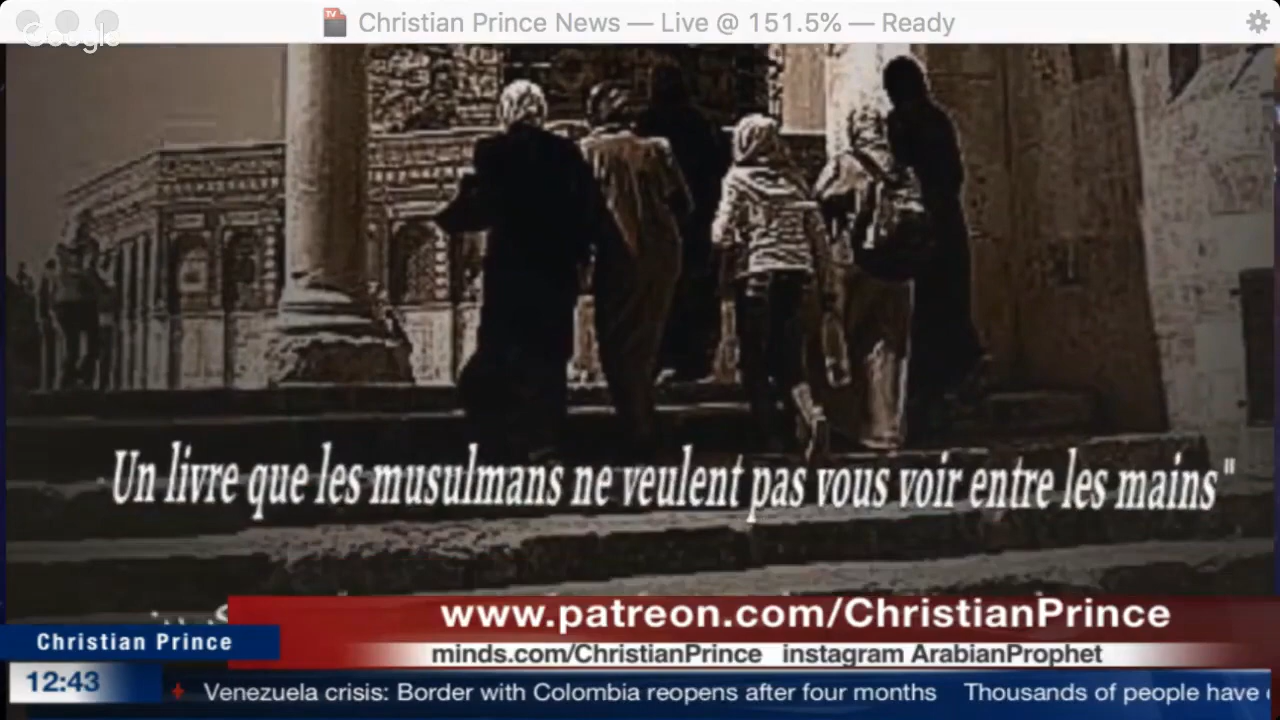 Google
TV
Christian Prince News — Live @ 151.5% — Ready
Un livre que les musulmans ne veulent pas vous voir entre les mains"
www.patreon.com/ChristianPrince
Christian Prince
minds.com/ChristianPrince instagram ArabianProphet
12:43
Venezuela crisis: Border with Colombia reopens after four months Thousands of people have